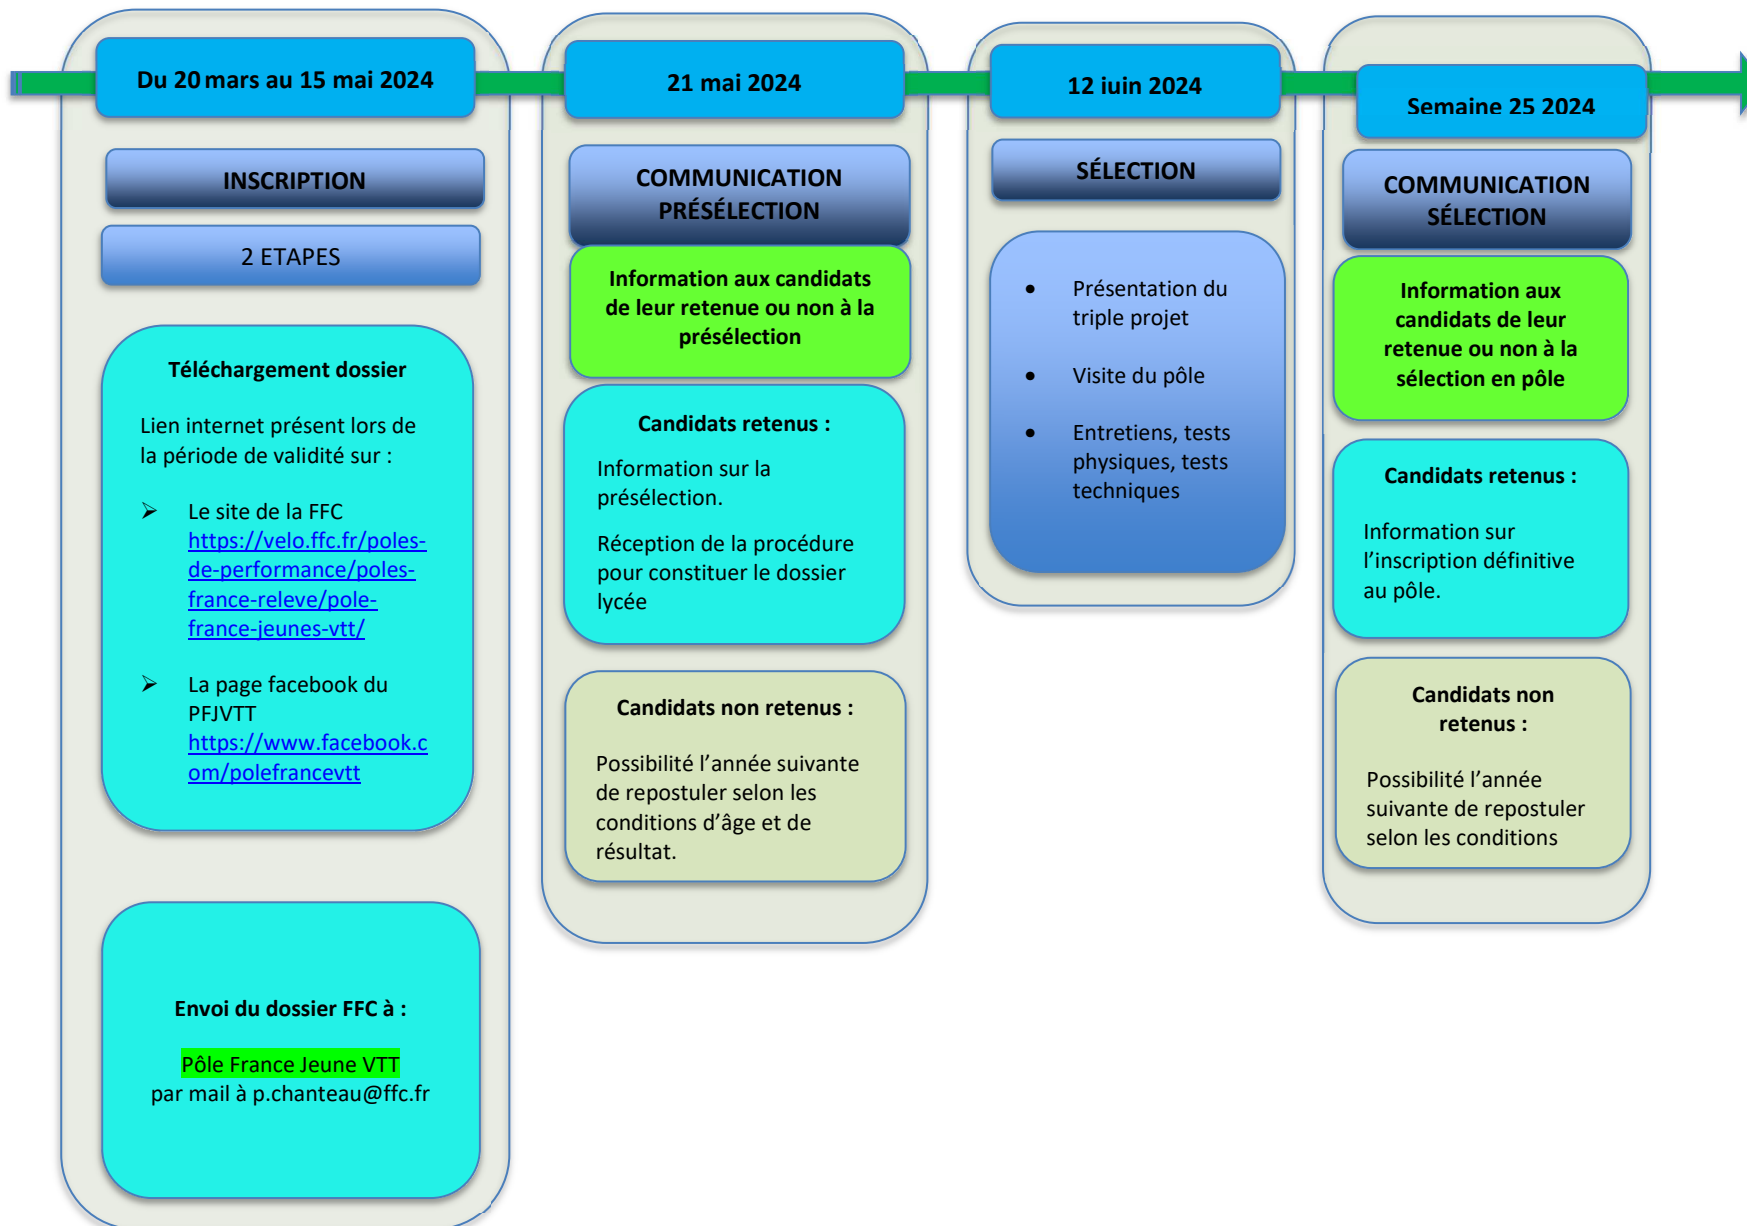 Du 20 mars au 15 mai 2024
INSCRIPTION
2 ETAPES
Téléchargement dossier
Lien internet présent lors de
la période de validité sur :
➢ Le site de la FFC
https://velo.ffc.fr/poles-
de-performance/poles-
france-releve/pole-
france-jeunes-vtt/
➢ La page facebook du
PFJVTT
https://www.facebook.c
om/polefrancevtt
Envoi du dossier FFC à :
Pôle France Jeune VTT
par mail à p.chanteau@ffc.fr
21 mai 2024
COMMUNICATION
PRÉSÉLECTION
Information aux candidats
de leur retenue ou non à la
présélection
Candidats retenus :
Information sur la
présélection.
Réception de la procédure
pour constituer le dossier
lycée
Candidats non retenus :
Possibilité l’année suivante
de repostuler selon les
conditions d’âge et de
résultat.
12 juin 2024
SÉLECTION
• Présentation du
triple projet
• Visite du pôle
• Entretiens, tests
physiques, tests
techniques
Semaine 25 2024
COMMUNICATION
SÉLECTION
Information aux
candidats de leur
retenue ou non à la
sélection en pôle
Candidats retenus :
Information sur
l’inscription définitive
au pôle.
Candidats non
retenus :
Possibilité l’année
suivante de repostuler
selon les conditions